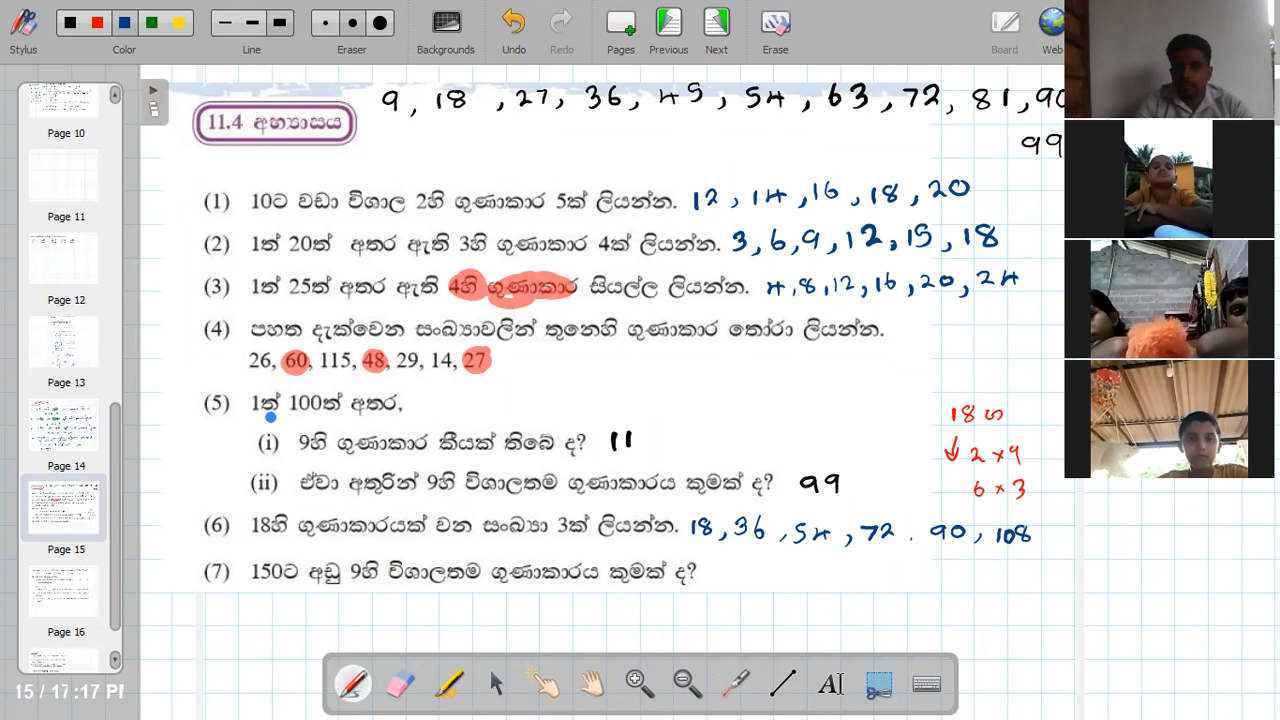 Stylus Color Line Eraser Backgrounds Undo Redo Pages Previous Next Erase Board Web
9, 18, 27, 36, 45, 54, 63, 72, 81, 90
99
11.4 අභ්‍යාසය
(1) 10ට වඩා විශාල 2හි ගුණාකාර 5ක් ලියන්න. 12, 14, 16, 18, 20
(2) 1ත් 20ත් අතර ඇති 3හි ගුණාකාර 4ක් ලියන්න. 3, 6, 9, 12, 15, 18
(3) 1ත් 25ත් අතර ඇති 4හි ගුණාකාර සියල්ල ලියන්න. 4, 8, 12, 16, 20, 24
(4) පහත දැක්වෙන සංඛ්‍යාවලින් තුනෙහි ගුණාකාර තෝරා ලියන්න.
26, 60, 115, 48, 29, 14, 27
(5) 1ත් 100ත් අතර,
(i) 9හි ගුණාකාර කීයක් තිබේ ද? 11
(ii) ඒවා අතුරින් 9හි විශාලතම ගුණාකාරය කුමක් ද? 99
(6) 18හි ගුණාකාරයක් වන සංඛ්‍යා 3ක් ලියන්න. 18, 36, 54, 72, 90, 108
(7) 150ට අඩු 9හි විශාලතම ගුණාකාරය කුමක් ද?
18 හ
2 × 9
6 × 3
Page 10
Page 11
Page 12
Page 13
Page 14
Page 15
Page 16
15 / 17:17 PM